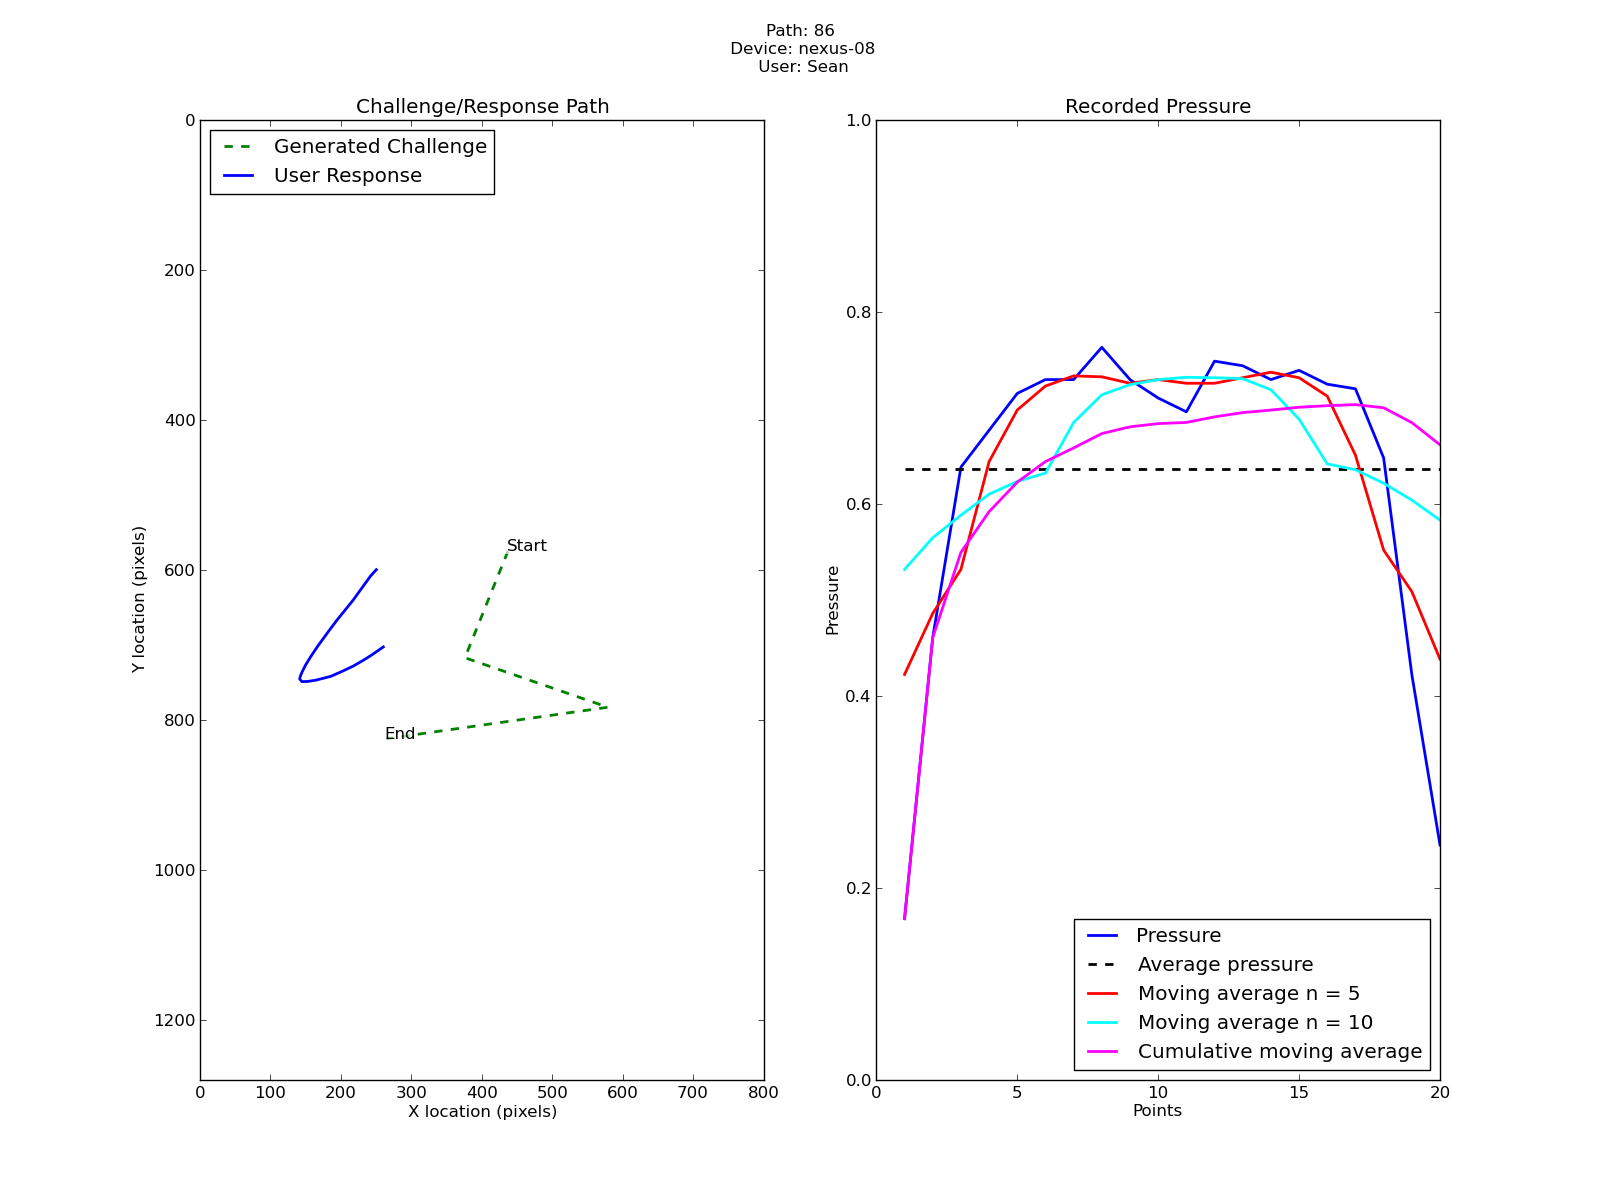 Path: 86
Device: nexus-08
User: Sean
Challenge/Response Path
Generated Challenge
User Response
0
200
400
600
800
1000
1200
Y location (pixels)
Start
End
0 100 200 300 400 500 600 700 800
X location (pixels)
Recorded Pressure
1.0
0.8
0.6
0.4
0.2
0.0
Pressure
Pressure
Average pressure
Moving average n = 5
Moving average n = 10
Cumulative moving average
0 5 10 15 20
Points